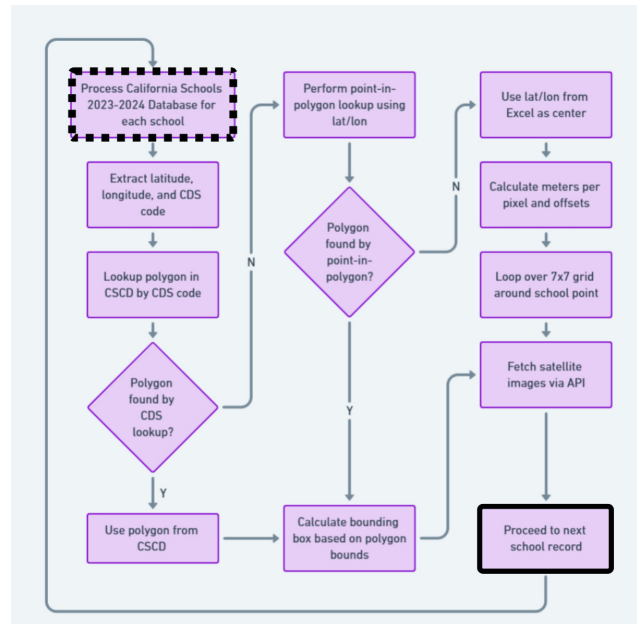 Process California Schools
2023-2024 Database for
each school
Extract latitude,
longitude, and CDS
code
Lookup polygon in
CSCD by CDS code
Polygon
found by
CDS
lookup?
Y
Use polygon from
CSCD
N
Perform point-in-
polygon lookup using
lat/lon
Polygon
found by
point-in-
polygon?
Y
Calculate bounding
box based on polygon
bounds
N
Use lat/lon from
Excel as center
Calculate meters per
pixel and offsets
Loop over 7x7 grid
around school point
Fetch satellite
images via API
Proceed to next
school record